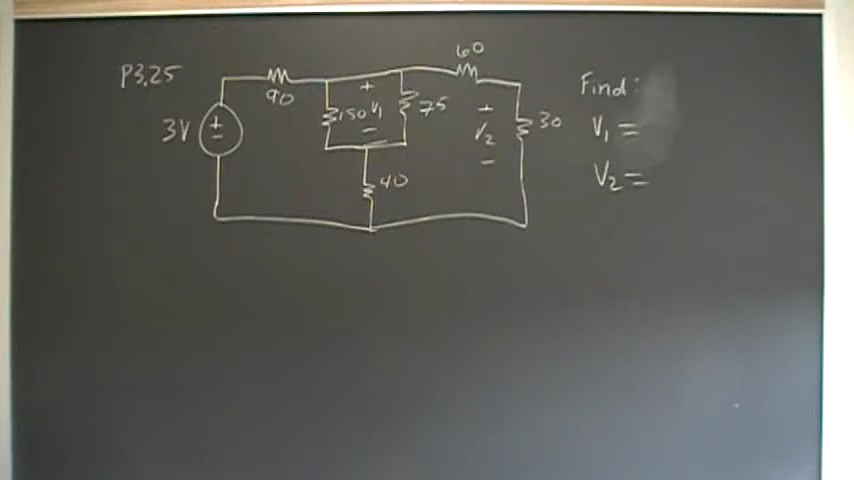 P3.25
60
90
+
150 V₁
-
75
3V
+
-
+
V₂
-
30
40
Find:
V₁ =
V₂ =